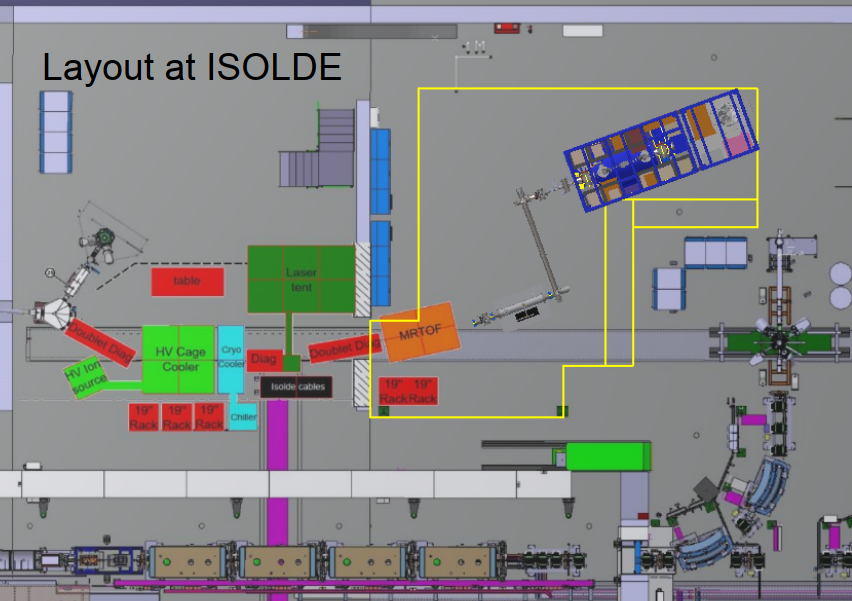 Layout at ISOLDE
Laser
tent
table
MRTOF
Doublet Diag
HV Cage
Cooler
Cryo
Cooler
Diag
Doublet Diag
HV Ion
source
Isolde cables
19"
Rack
19"
Rack
19"
Rack
Chiller
19"
Rack
19"
Rack